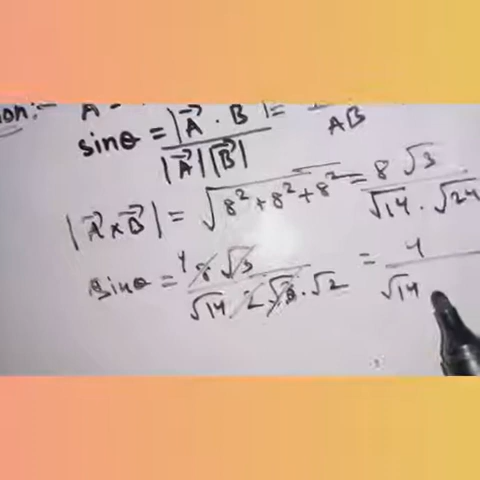 ion:- A =
sinθ = |A⃗ · B⃗| / |A⃗||B⃗| = / AB
|A⃗×B⃗| = √8²+8²+8² = 8√3 / √14 · √24
sinθ = 4 8√3 / √14 · 2√3 · √2 = 4 / √14